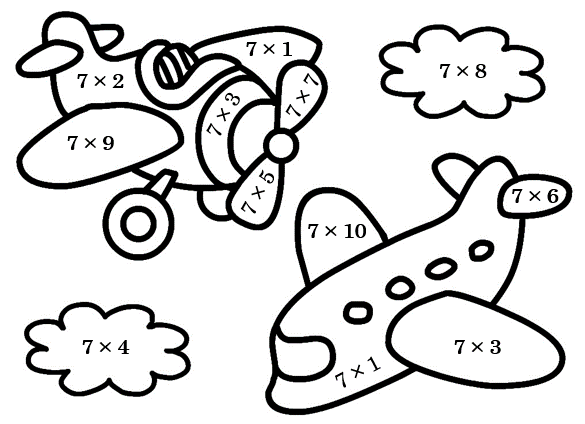 7 × 1
7 × 8
7 × 2
7 × 7
7 × 3
7 × 9
7 × 5
7 × 6
7 × 10
7 × 4
7 × 3
7 × 1